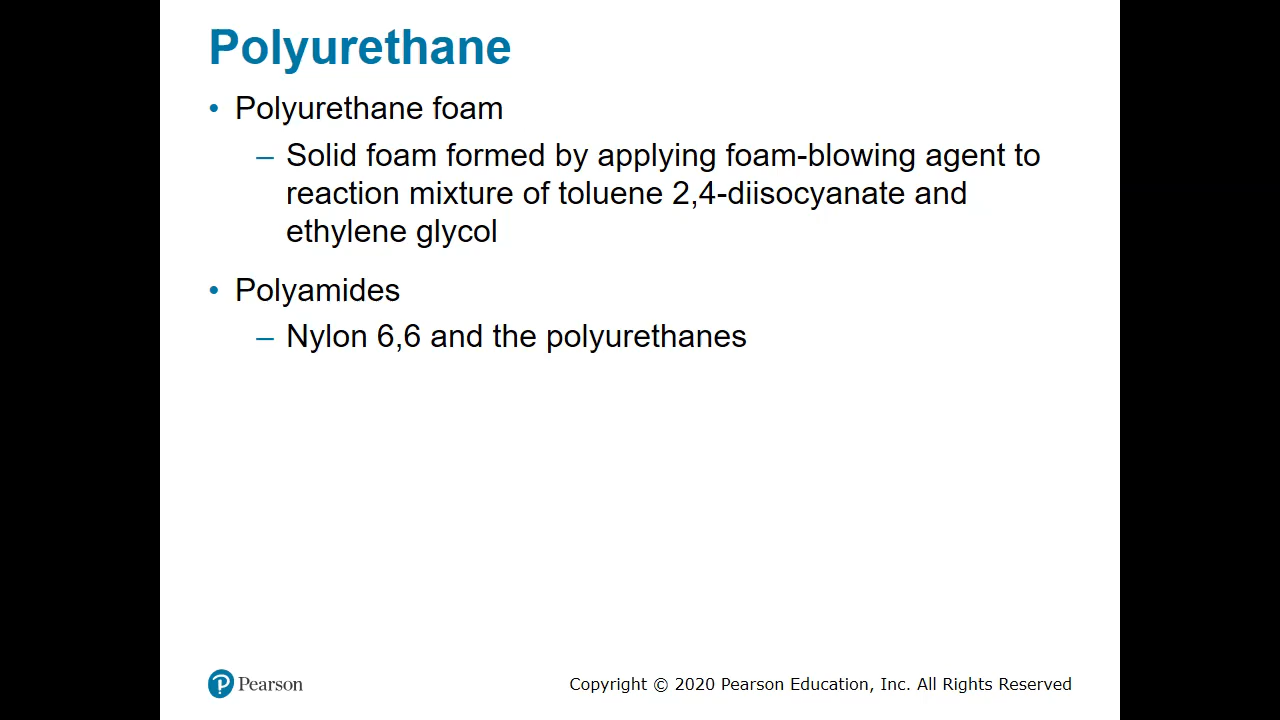 Polyurethane
• Polyurethane foam
– Solid foam formed by applying foam-blowing agent to
reaction mixture of toluene 2,4-diisocyanate and
ethylene glycol
• Polyamides
– Nylon 6,6 and the polyurethanes
P Pearson
Copyright © 2020 Pearson Education, Inc. All Rights Reserved